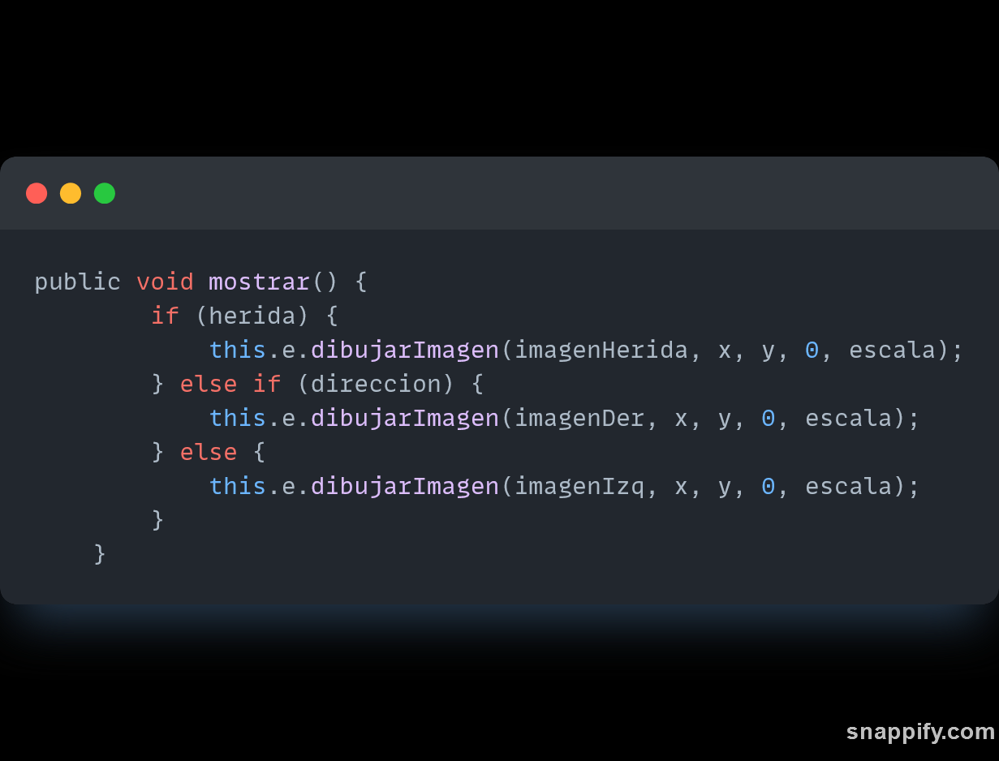 public void mostrar() {
        if (herida) {
            this.e.dibujarImagen(imagenHerida, x, y, 0, escala);
        } else if (direccion) {
            this.e.dibujarImagen(imagenDer, x, y, 0, escala);
        } else {
            this.e.dibujarImagen(imagenIzq, x, y, 0, escala);
        }
    }
snappify.com